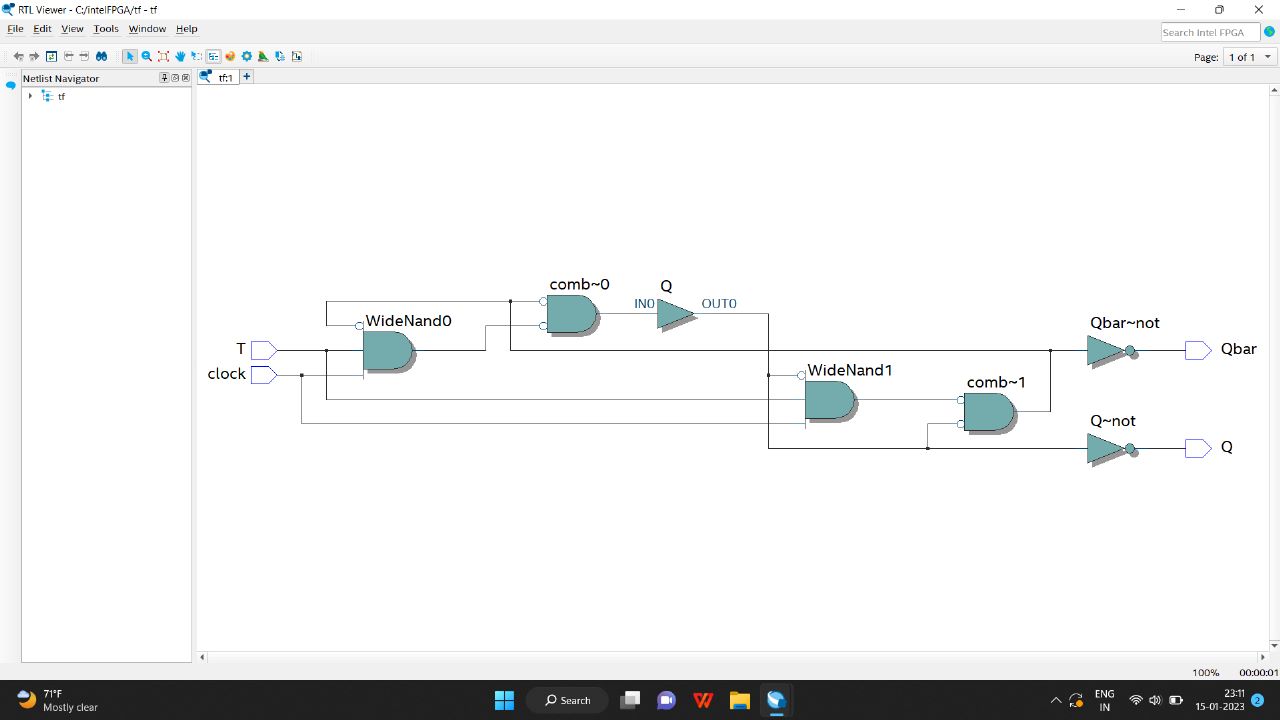 RTL Viewer - C:/intelFPGA/tf - tf
File Edit View Tools Window Help
Search Intel FPGA
Page: 1 of 1
Netlist Navigator
tf:1
tf
comb~0
Q
IN0
OUT0
WideNand0
Qbar~not
T
Qbar
clock
WideNand1
comb~1
Q~not
Q
100% 00:00:01
71°F
Mostly clear
Search
ENG
IN
23:11
15-01-2023
2